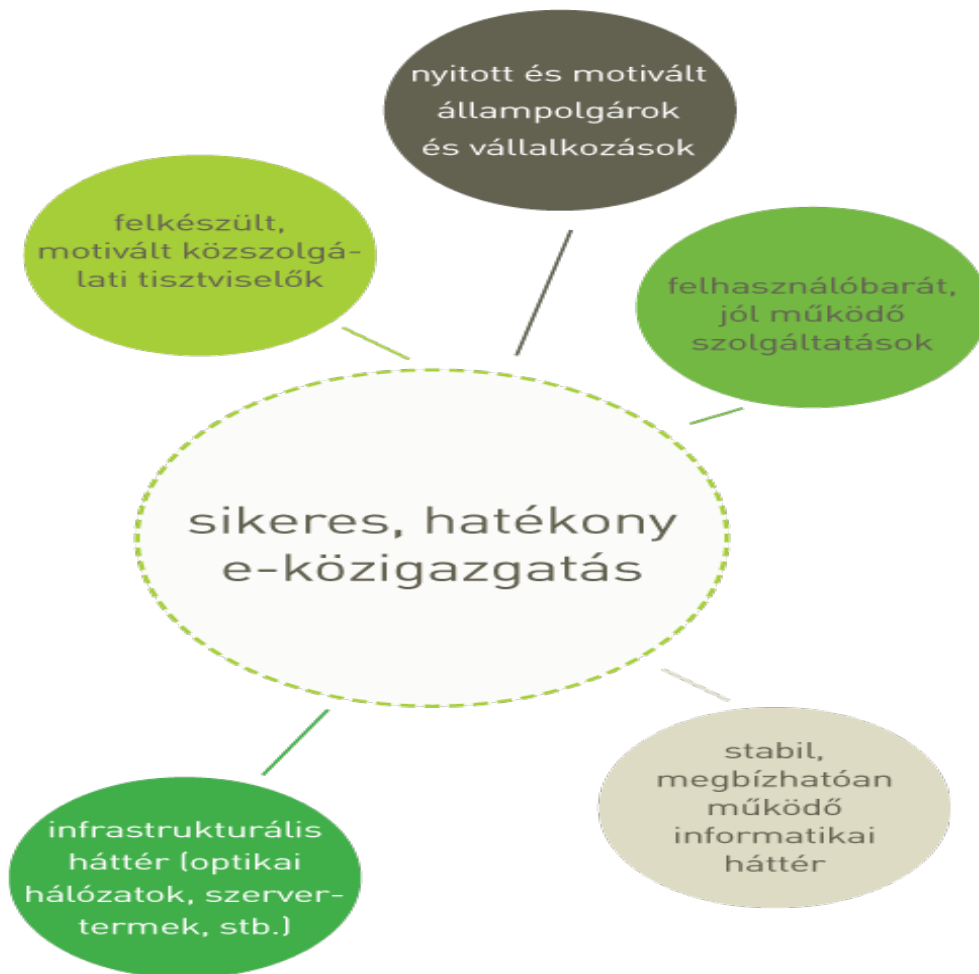 nyitott és motivált
állampolgárok
és vállalkozások
felkészült,
motivált közszolgá-
lati tisztviselők
felhasználóbarát,
jól működő
szolgáltatások
sikeres, hatékony
e-közigazgatás
stabil,
megbízhatóan
működő
informatikai
háttér
infrastrukturális
háttér (optikai
hálózatok, szerver-
termek, stb.)